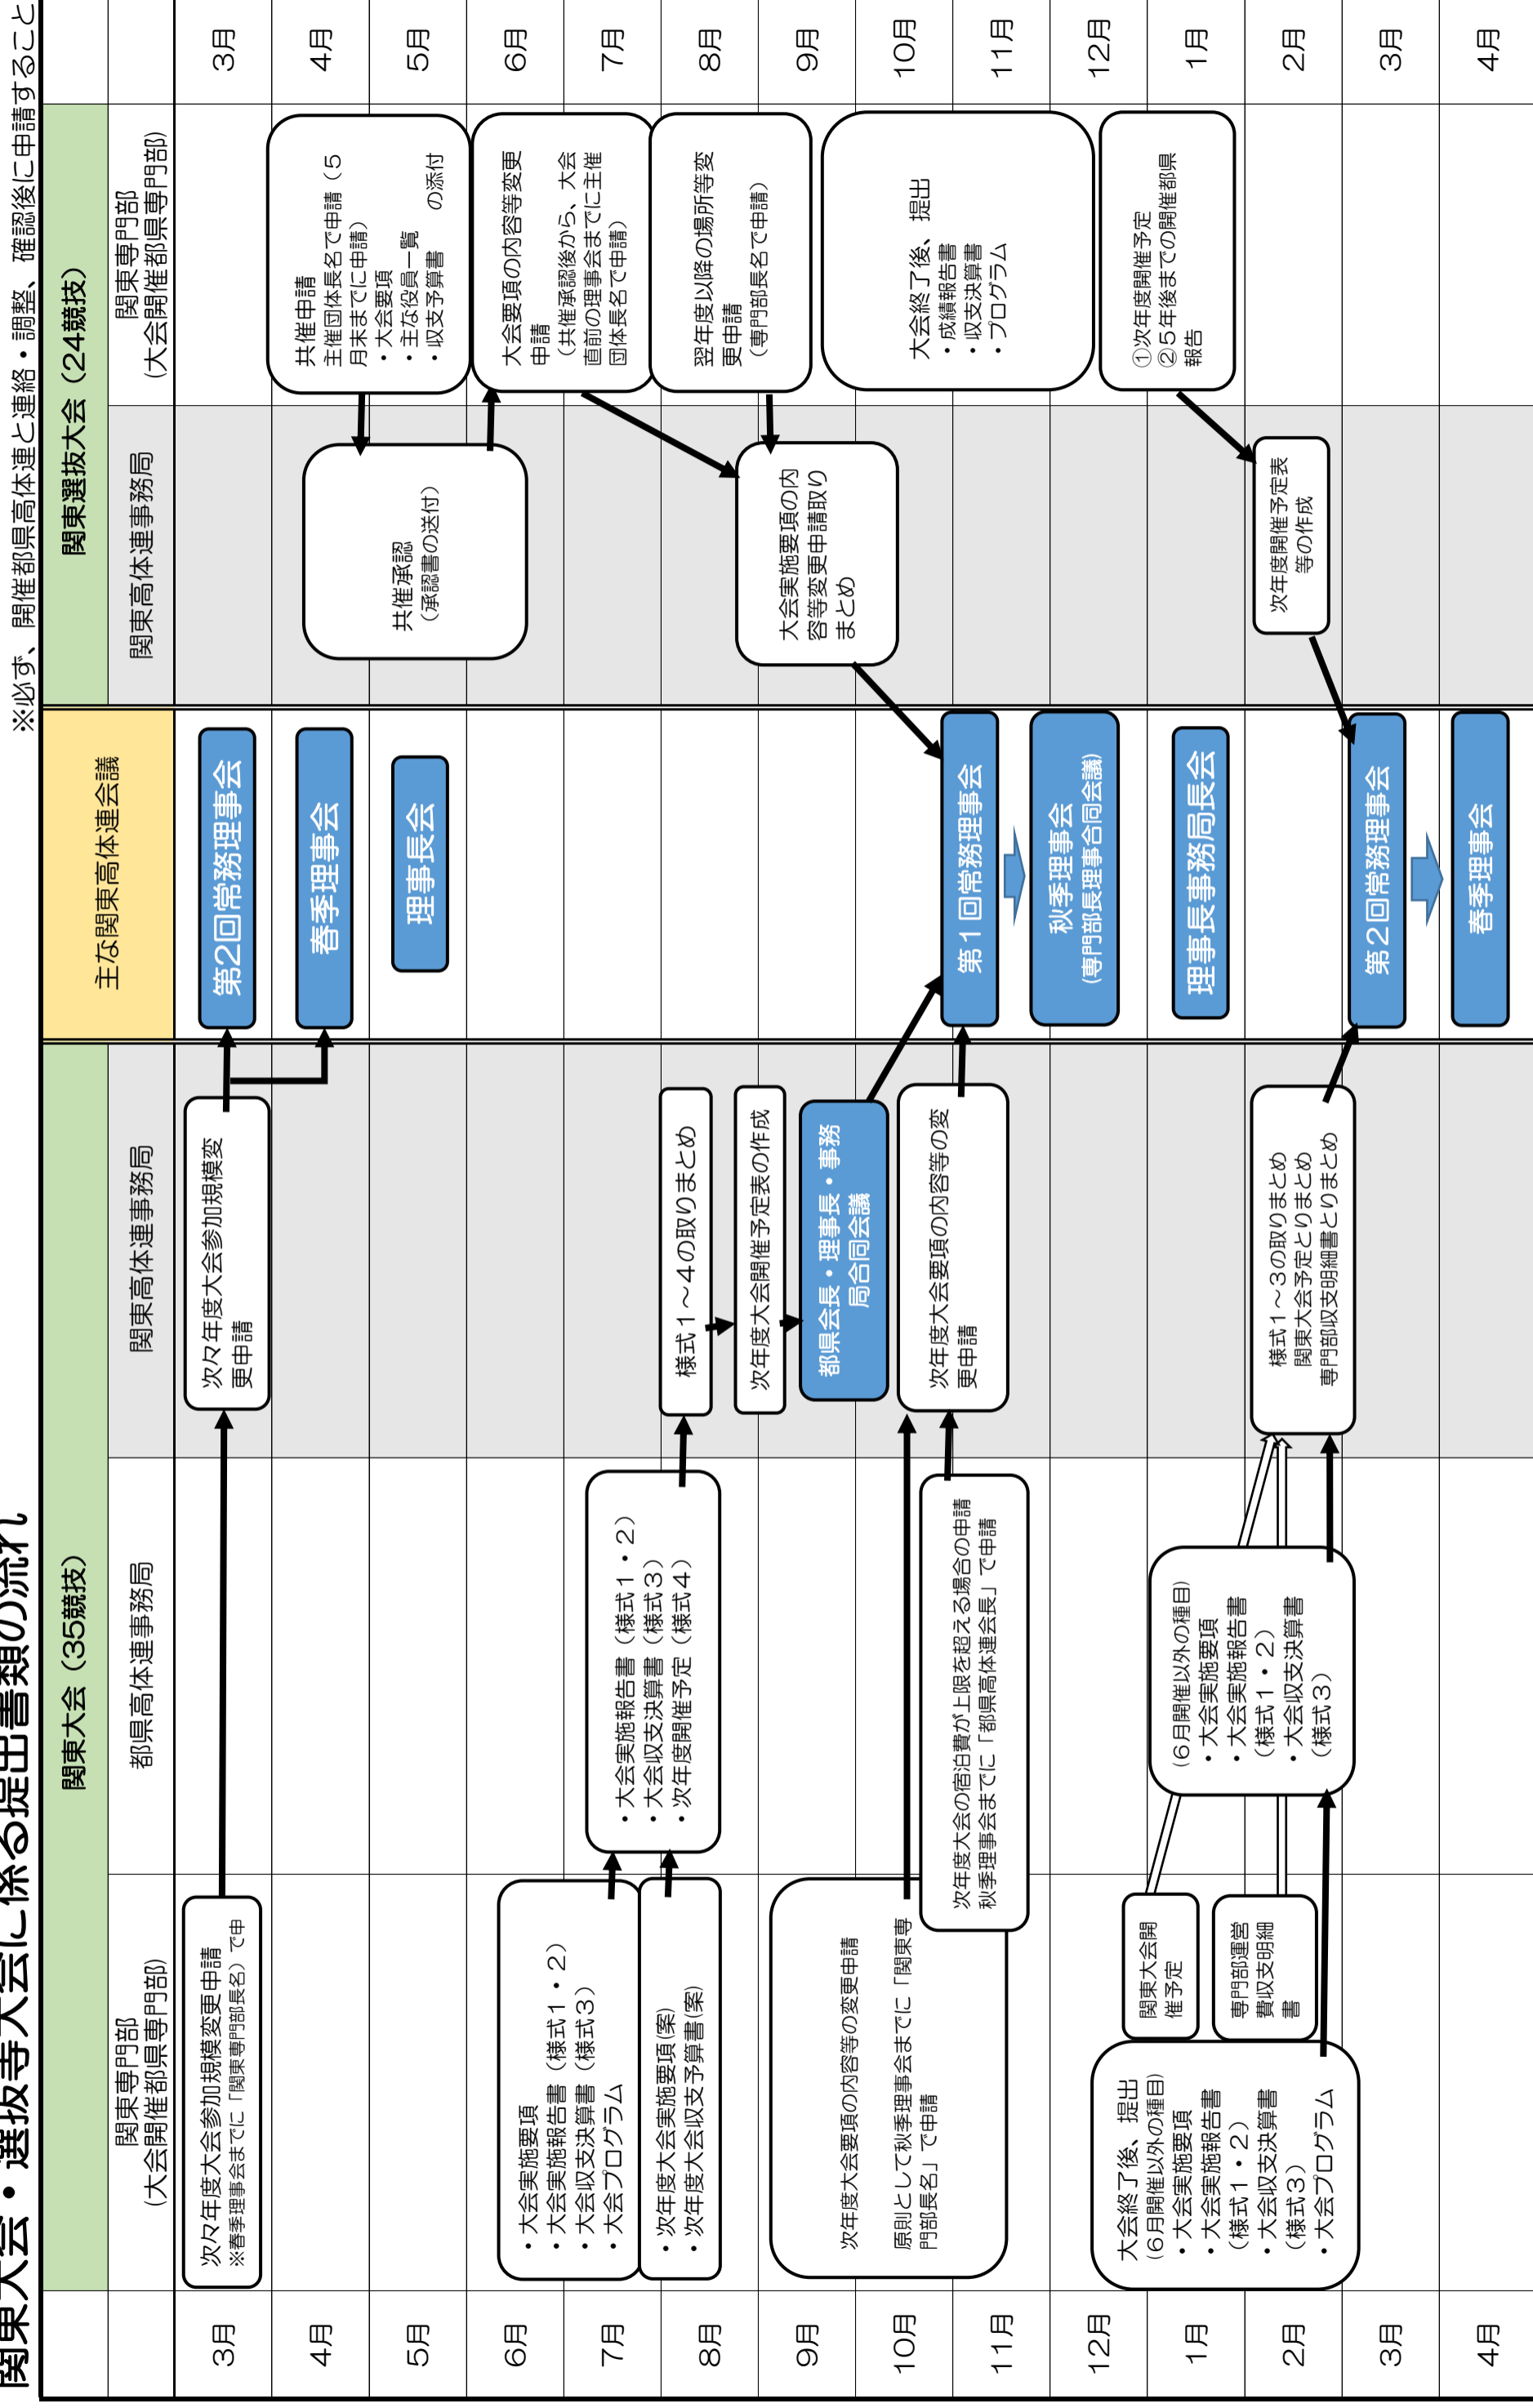 関東大会・選抜等大会に係る提出書類の流れ
※必ず、開催都県高体連と連絡・調整、確認後に申請すること
関東大会（35競技）
主な関東高体連会議
関東選抜大会（24競技）
関東専門部
(大会開催都県専門部)
都県高体連事務局
関東高体連事務局
関東高体連事務局
関東専門部
(大会開催都県専門部)
3月
次々年度大会参加規模変更申請
※春季理事会までに「関東専門部長名）で申
次々年度大会参加規模変
更申請
第2回常務理事会
3月
4月
春季理事会
共催申請
主催団体長名で申請（５
月末までに申請）
・大会要項
・主な役員一覧
・収支予算書　　の添付
4月
5月
理事長会
共催承認
（承認書の送付）
5月
6月
・大会実施要項
・大会実施報告書（様式１・２）
・大会収支決算書（様式３）
・大会プログラム
大会要項の内容等変更
申請
（共催承認後から、大会
直前の理事会までに主催
団体長名で申請）
6月
7月
・大会実施報告書（様式１・２）
・大会収支決算書（様式３）
・次年度開催予定（様式４）
7月
8月
・次年度大会実施要項(案)
・次年度大会収支予算書(案)
様式１～４の取りまとめ
翌年度以降の場所等変
更申請
（専門部長名で申請）
8月
9月
次年度大会開催予定表の作成
都県会長・理事長・事務
局合同会議
大会実施要項の内
容等変更申請取り
まとめ
9月
10月
次年度大会要項の内容等の変更申請
原則として秋季理事会までに「関東専
門部長名」で申請
次年度大会の宿泊費が上限を超える場合の申請
秋季理事会までに「都県高体連会長」で申請
次年度大会要項の内容等の変
更申請
大会終了後、提出
・成績報告書
・収支決算書
・プログラム
10月
11月
第１回常務理事会
11月
12月
秋季理事会
(専門部長理事合同会議)
12月
1月
大会終了後、提出
(６月開催以外の種目)
・大会実施要項
・大会実施報告書
（様式１・２）
・大会収支決算書
（様式３）
・大会プログラム
関東大会開
催予定
専門部運営
費収支明細
書
(６月開催以外の種目)
・大会実施要項
・大会実施報告書
（様式１・２）
・大会収支決算書
（様式３）
理事長事務局長会
①次年度開催予定
②５年後までの開催都県
報告
1月
2月
様式１～３の取りまとめ
関東大会予定とりまとめ
専門部収支明細書とりまとめ
次年度開催予定表
等の作成
2月
3月
第２回常務理事会
3月
4月
春季理事会
4月